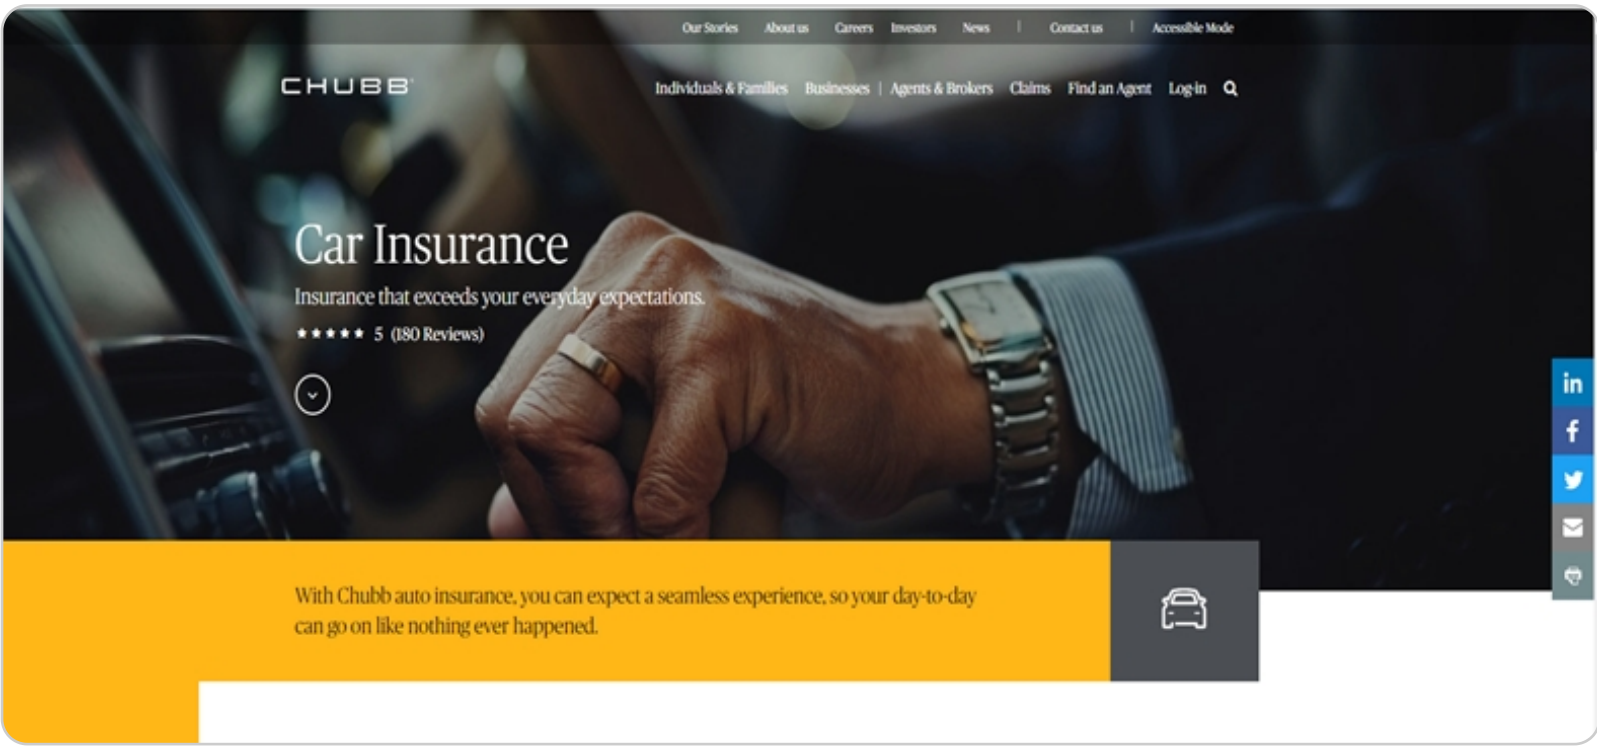 Our Stories About us Careers Investors News | Contact us | Accessible Mode
CHUBB
Individuals & Families Businesses | Agents & Brokers Claims Find an Agent Log-in
Car Insurance
Insurance that exceeds your everyday expectations.
★★★★★ 5 (180 Reviews)
in
f
With Chubb auto insurance, you can expect a seamless experience, so your day-to-day
can go on like nothing ever happened.